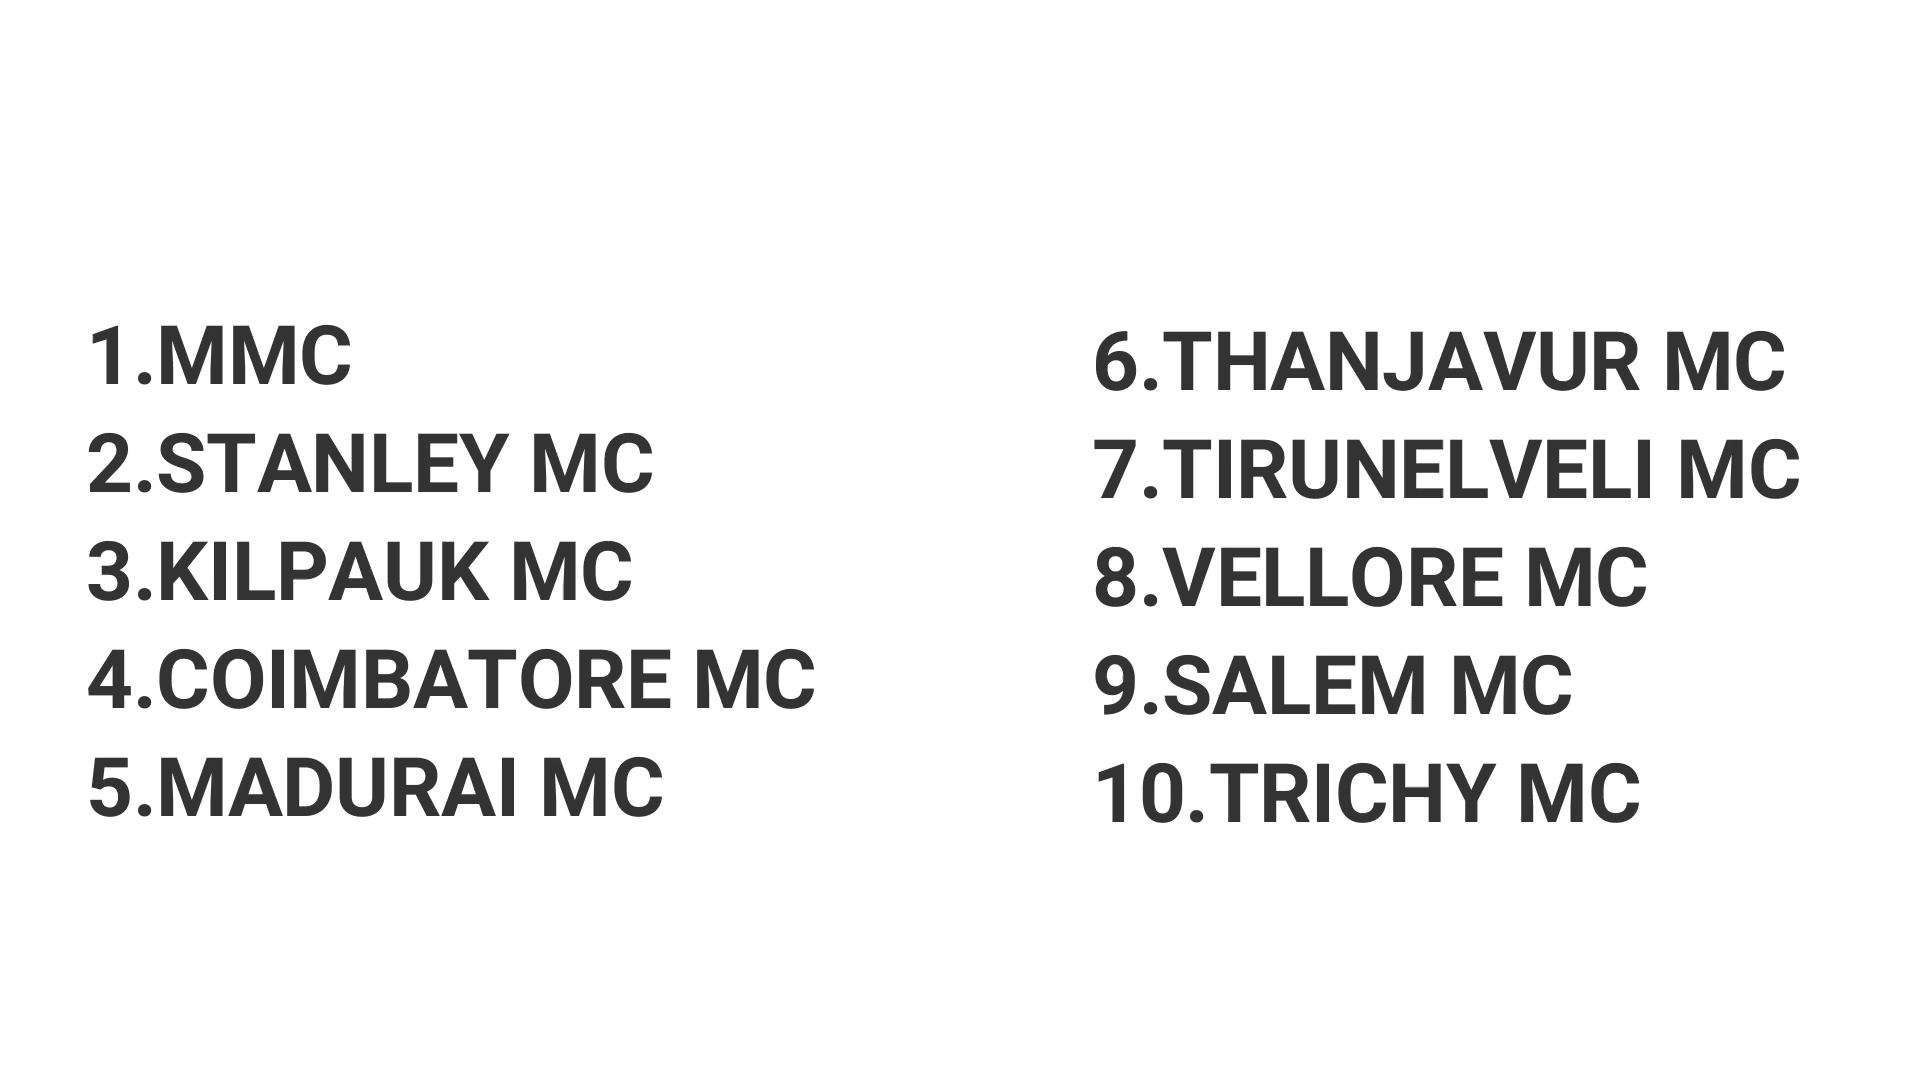 1.MMC
2.STANLEY MC
3.KILPAUK MC
4.COIMBATORE MC
5.MADURAI MC
6.THANJAVUR MC
7.TIRUNELVELI MC
8.VELLORE MC
9.SALEM MC
10.TRICHY MC